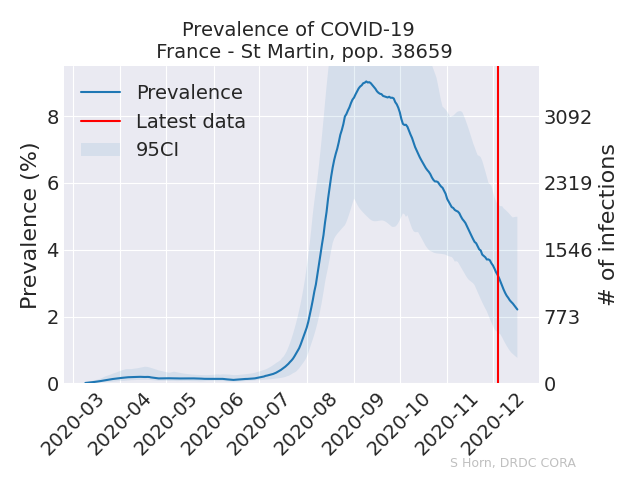 Prevalence of COVID-19
France - St Martin, pop. 38659
Prevalence
Latest data
95CI
Prevalence (%)
8
6
4
2
0
3092
2319
1546
773
0
# of infections
2020-03
2020-04
2020-05
2020-06
2020-07
2020-08
2020-09
2020-10
2020-11
2020-12
S Horn, DRDC CORA